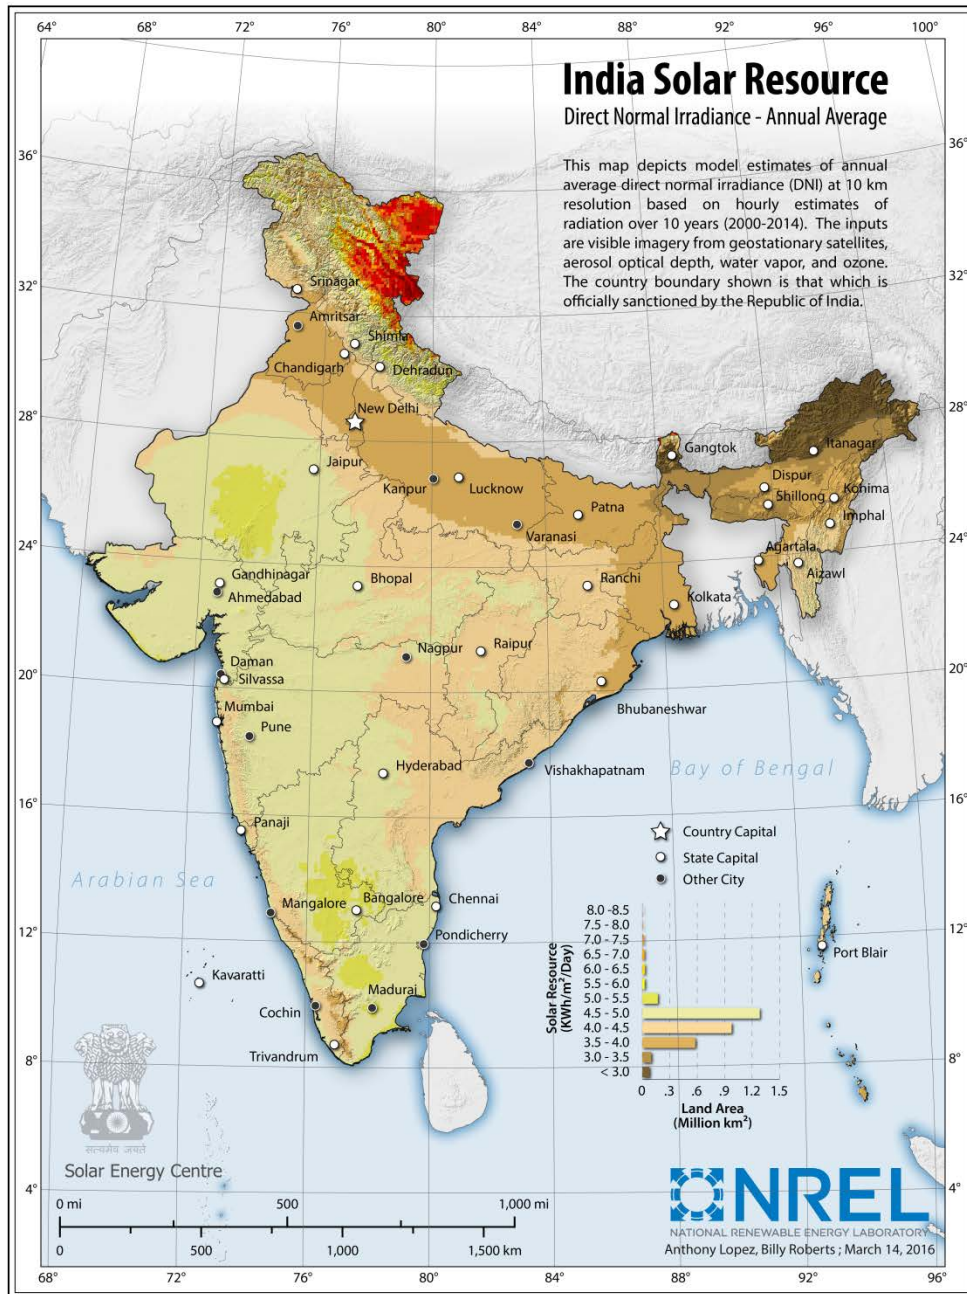 64°
68°
72°
76°
80°
84°
88°
92°
96°
100°
India Solar Resource
Direct Normal Irradiance - Annual Average
This map depicts model estimates of annual
average direct normal irradiance (DNI) at 10 km
resolution based on hourly estimates of
radiation over 10 years (2000-2014). The inputs
are visible imagery from geostationary satellites,
aerosol optical depth, water vapor, and ozone.
The country boundary shown is that which is
officially sanctioned by the Republic of India.
36°
36°
32°
32°
28°
28°
24°
24°
20°
20°
16°
16°
12°
12°
8°
8°
4°
4°
Srinagar
Amritsar
Shimla
Chandigarh
Dehradun
New Delhi
Jaipur
Kanpur
Lucknow
Patna
Varanasi
Gangtok
Itanagar
Dispur
Shillong
Kohima
Imphal
Agartala
Aizawl
Gandhinagar
Ahmedabad
Bhopal
Ranchi
Kolkata
Nagpur
Raipur
Daman
Silvassa
Mumbai
Pune
Bhubaneshwar
Hyderabad
Vishakhapatnam
Bay of Bengal
Panaji
Arabian Sea
Mangalore
Bangalore
Chennai
Pondicherry
Kavaratti
Madurai
Cochin
Trivandrum
Port Blair
Country Capital
State Capital
Other City
Solar Resource
(KWh/m²/Day)
8.0 -8.5
7.5 - 8.0
7.0 - 7.5
6.5 - 7.0
6.0 - 6.5
5.5 - 6.0
5.0 - 5.5
4.5 - 5.0
4.0 - 4.5
3.5 - 4.0
3.0 - 3.5
< 3.0
0 .3 .6 .9 1.2 1.5
Land Area
(Million km²)
सत्यमेव जयते
Solar Energy Centre
0 mi 500 1,000 mi
0 500 1,000 1,500 km
NREL
NATIONAL RENEWABLE ENERGY LABORATORY
Anthony Lopez, Billy Roberts ; March 14, 2016
68°
72°
76°
80°
84°
88°
92°
96°